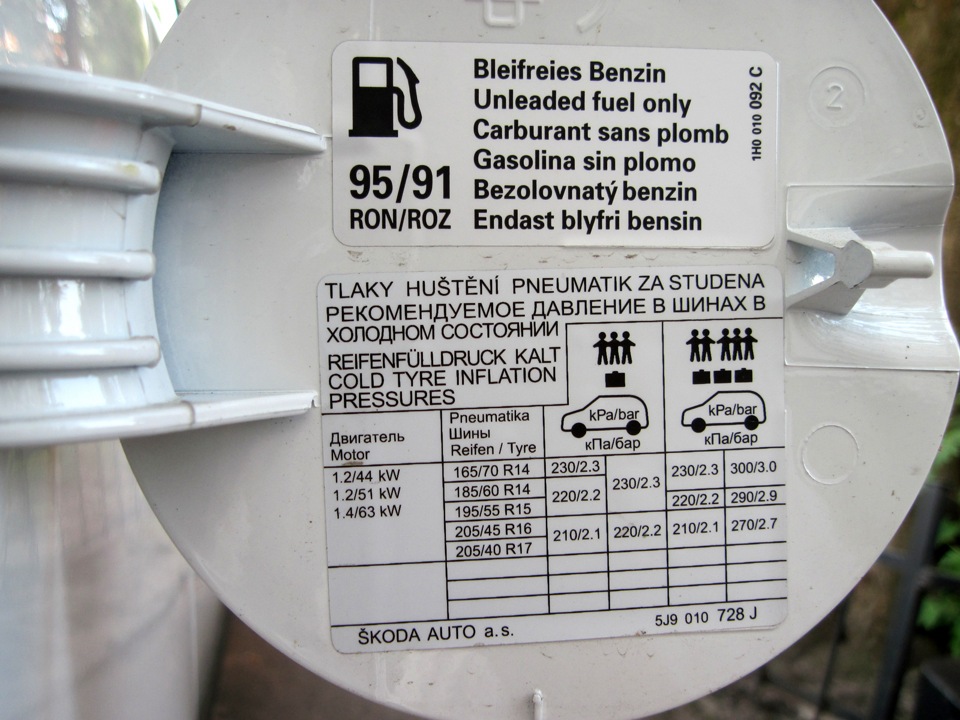 Bleifreies Benzin
Unleaded fuel only
Carburant sans plomb
Gasolina sin plomo
95/91 Bezolovnatý benzin
RON/ROZ Endast blyfri bensin
1H0 010 092 C
2
TLAKY HUŠTĚNÍ PNEUMATIK ZA STUDENA
РЕКОМЕНДУЕМОЕ ДАВЛЕНИЕ В ШИНАХ В
ХОЛОДНОМ СОСТОЯНИИ
REIFENFÜLLDRUCK KALT
COLD TYRE INFLATION
PRESSURES
kPa/bar kPa/bar
кПа/бар кПа/бар
Двигатель
Motor
Pneumatika
Шины
Reifen / Tyre
1.2/44 kW
1.2/51 kW
1.4/63 kW
165/70 R14 230/2.3 230/2.3 230/2.3 300/3.0
185/60 R14 220/2.2 220/2.2 290/2.9
195/55 R15
205/45 R16 210/2.1 220/2.2 210/2.1 270/2.7
205/40 R17
ŠKODA AUTO a.s. 5J9 010 728 J